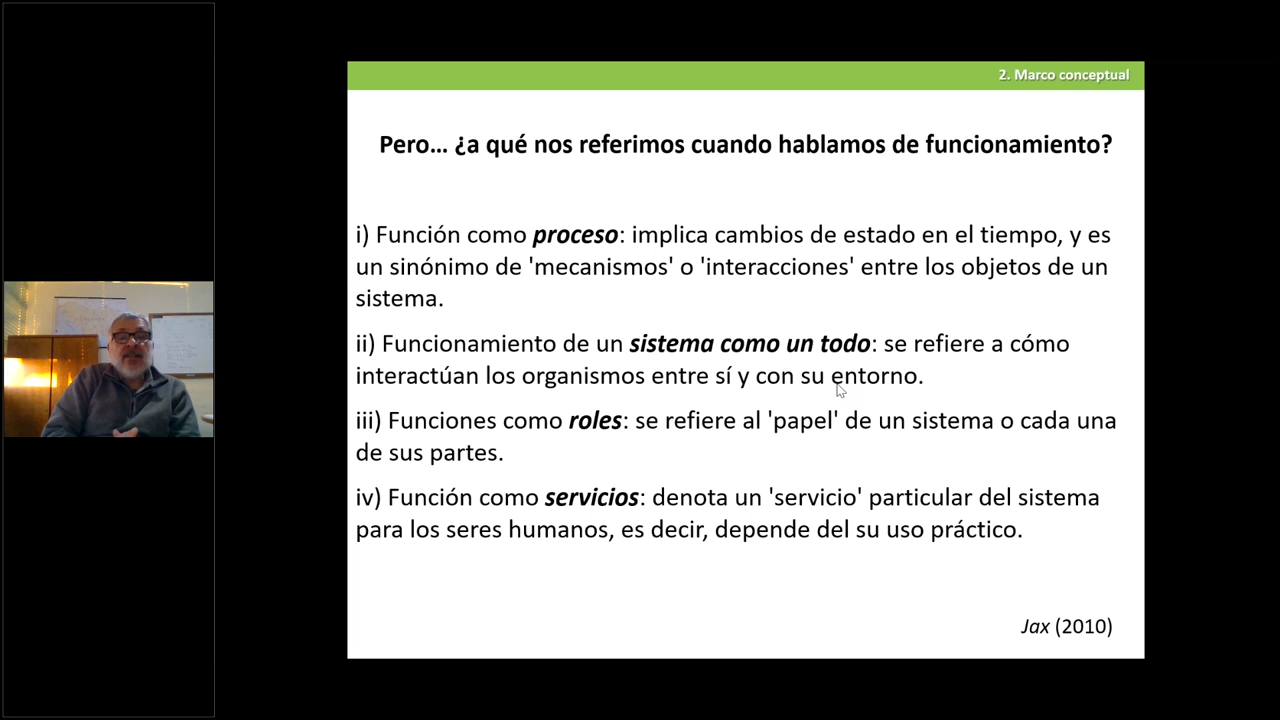 2. Marco conceptual
Pero... ¿a qué nos referimos cuando hablamos de funcionamiento?
i) Función como proceso: implica cambios de estado en el tiempo, y es
un sinónimo de 'mecanismos' o 'interacciones' entre los objetos de un
sistema.
ii) Funcionamiento de un sistema como un todo: se refiere a cómo
interactúan los organismos entre sí y con su entorno.
iii) Funciones como roles: se refiere al 'papel' de un sistema o cada una
de sus partes.
iv) Función como servicios: denota un 'servicio' particular del sistema
para los seres humanos, es decir, depende del su uso práctico.
Jax (2010)